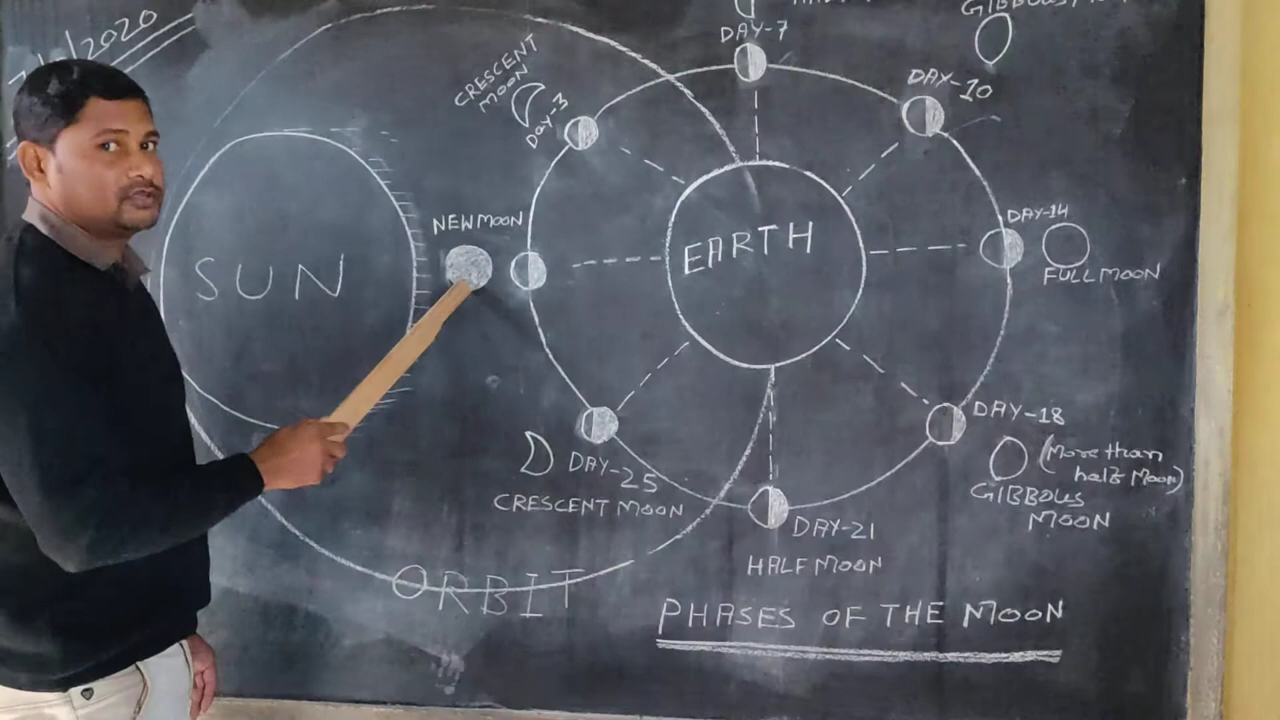 /2020
DAY-7
GIBBOUS
DAY-10
CRESCENT
MOON
DAY-3
NEWMOON
DAY-14
FULLMOON
SUN
EARTH
DAY-18
(More than
half Moon)
GIBBOUS
MOON
DAY-25
CRESCENT MOON
DAY-21
HALF MOON
ORBIT
PHASES OF THE MOON